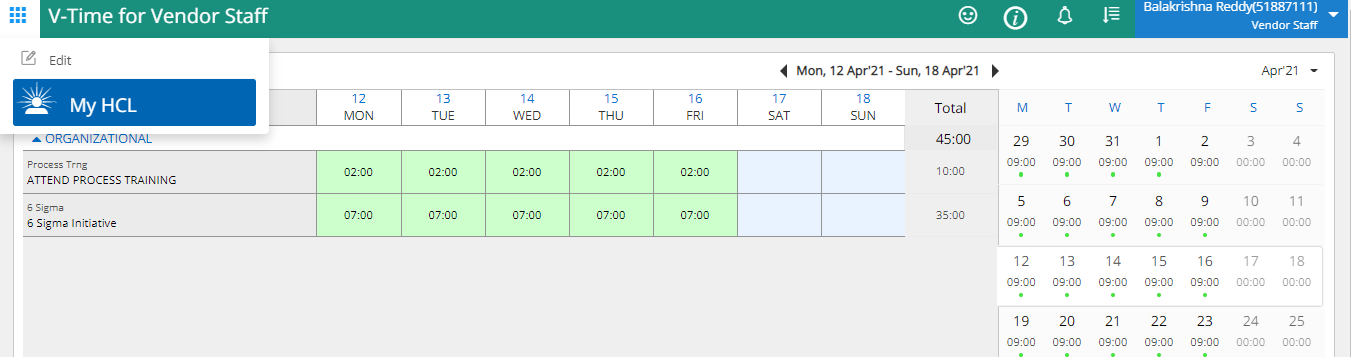 V-Time for Vendor Staff
Balakrishna Reddy(51887111)
Vendor Staff
Edit
My HCL
Mon, 12 Apr'21 - Sun, 18 Apr'21
Apr'21
12 13 14 15 16 17 18
MON TUE WED THU FRI SAT SUN Total
ORGANIZATIONAL 45:00
Process Trng
ATTEND PROCESS TRAINING 02:00 02:00 02:00 02:00 02:00 10:00
6 Sigma
6 Sigma Initiative 07:00 07:00 07:00 07:00 07:00 35:00
M T W T F S S
29 30 31 1 2 3 4
09:00 09:00 09:00 09:00 09:00 00:00 00:00
5 6 7 8 9 10 11
09:00 09:00 09:00 09:00 09:00 00:00 00:00
12 13 14 15 16 17 18
09:00 09:00 09:00 09:00 09:00 00:00 00:00
19 20 21 22 23 24 25
09:00 09:00 09:00 09:00 09:00 00:00 00:00